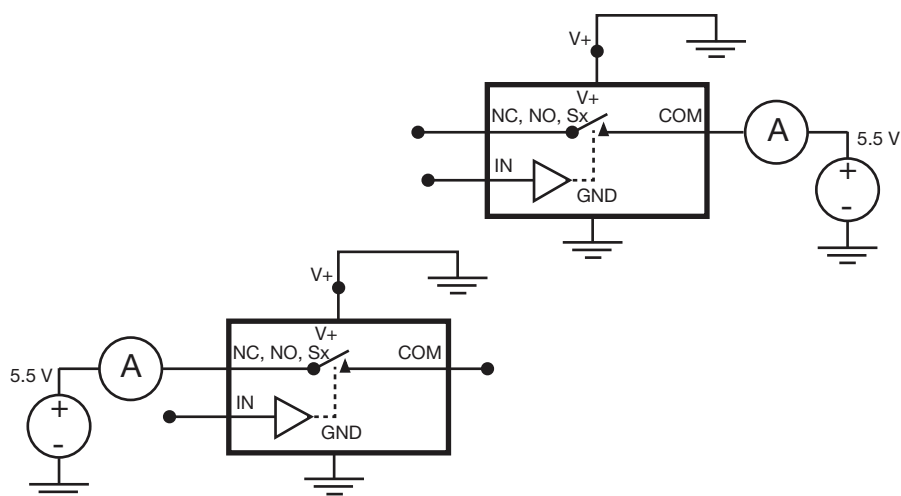 V+
V+
NC, NO, Sx
COM
A
5.5 V
+
-
IN
GND
V+
V+
NC, NO, Sx
COM
A
5.5 V
+
-
IN
GND